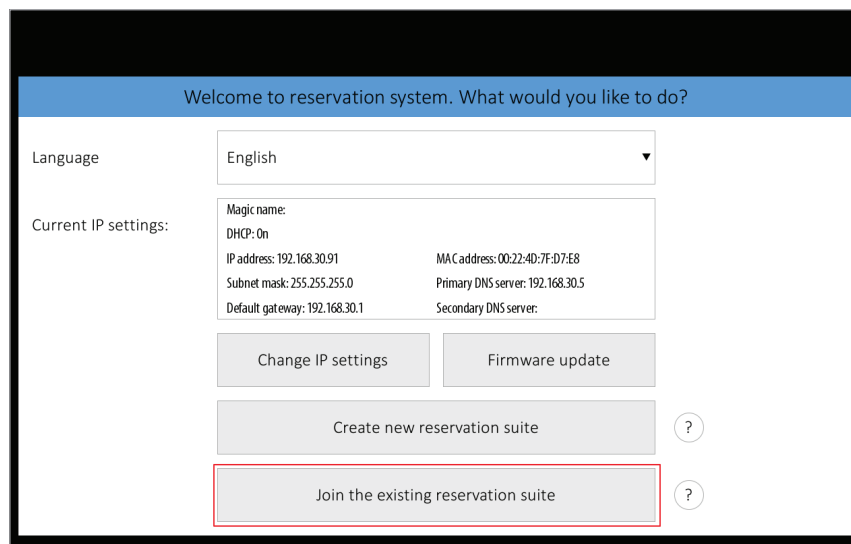 Welcome to reservation system. What would you like to do?
Language
English
Current IP settings:
Magic name:
DHCP: On
IP address: 192.168.30.91 MAC address: 00:22:4D:7F:D7:E8
Subnet mask: 255.255.255.0 Primary DNS server: 192.168.30.5
Default gateway: 192.168.30.1 Secondary DNS server:
Change IP settings Firmware update
Create new reservation suite ?
Join the existing reservation suite ?